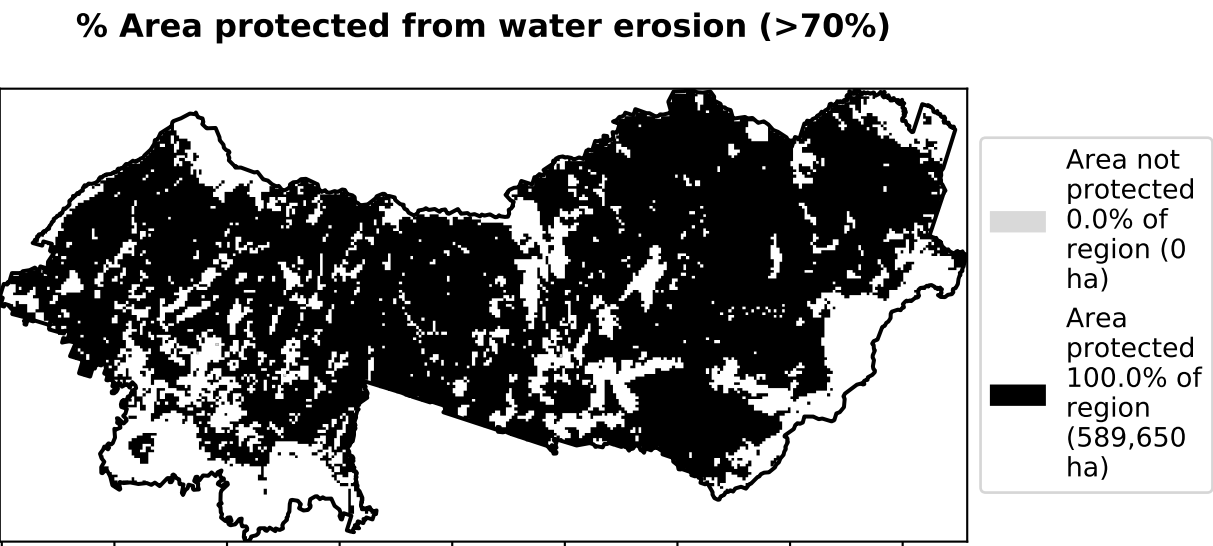 % Area protected from water erosion (>70%)
Area not
protected
0.0% of
region (0
ha)
Area
protected
100.0% of
region
(589,650
ha)